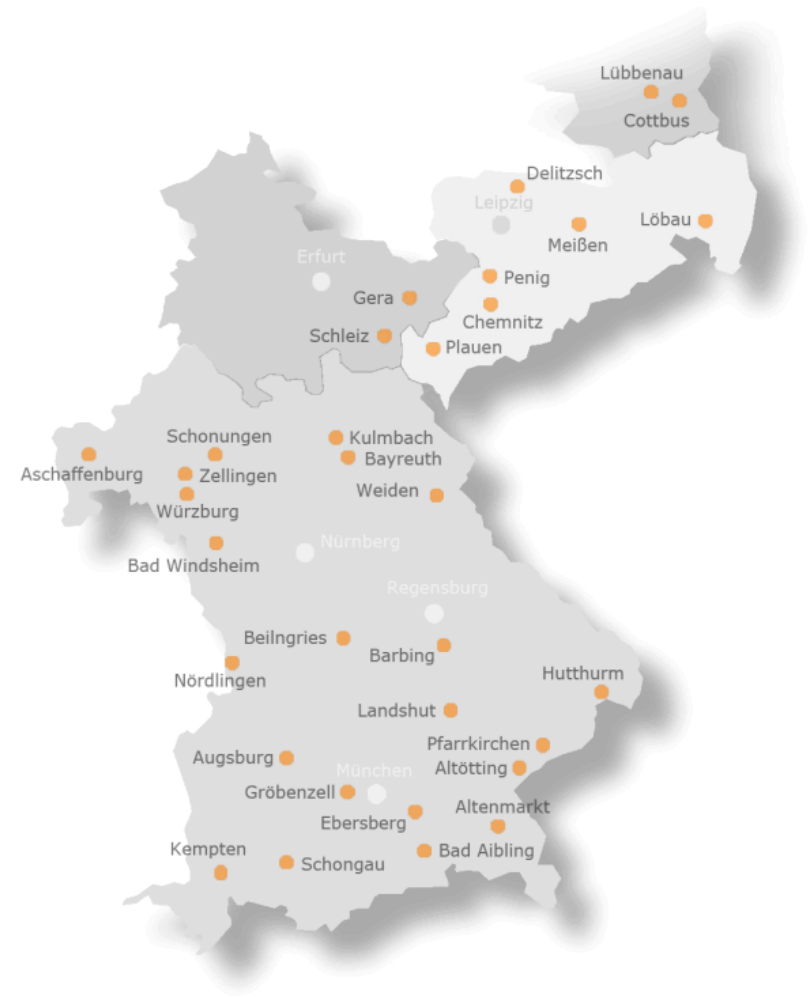 Lübbenau
Cottbus
Delitzsch
Leipzig
Löbau
Meißen
Erfurt
Penig
Gera
Chemnitz
Schleiz
Plauen
Schonungen
Kulmbach
Bayreuth
Aschaffenburg
Zellingen
Weiden
Würzburg
Nürnberg
Bad Windsheim
Regensburg
Beilngries
Barbing
Hutthurm
Nördlingen
Landshut
Pfarrkirchen
Augsburg
München
Altötting
Gröbenzell
Altenmarkt
Ebersberg
Kempten
Bad Aibling
Schongau